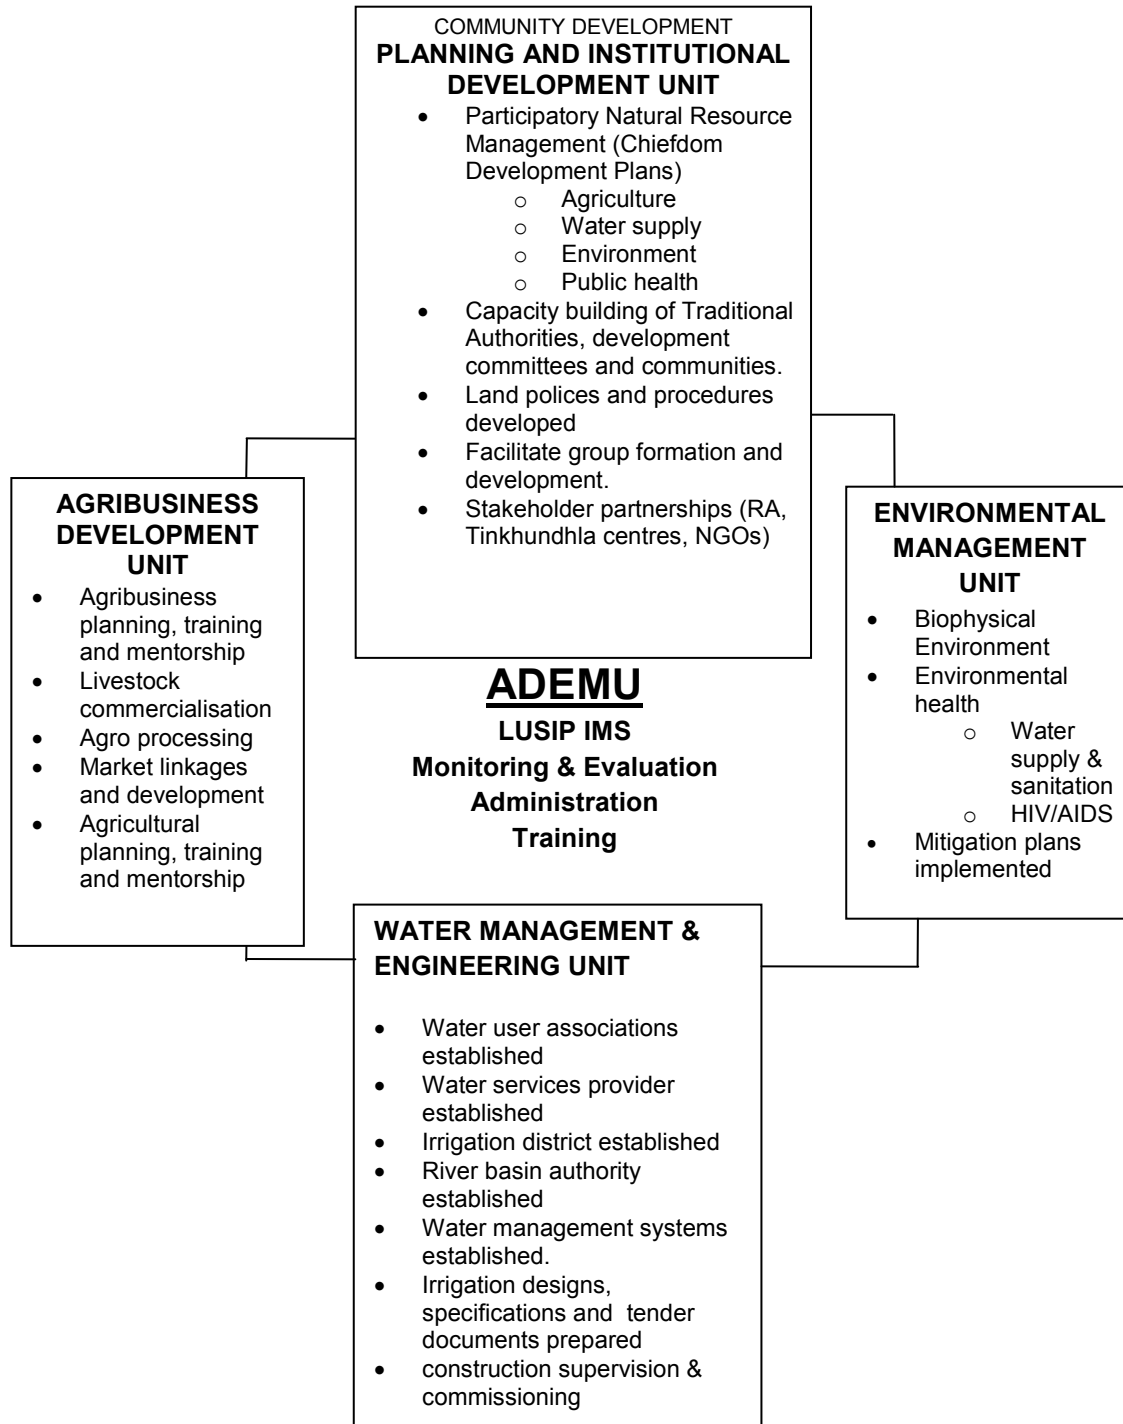 COMMUNITY DEVELOPMENT
PLANNING AND INSTITUTIONAL
DEVELOPMENT UNIT
• Participatory Natural Resource
Management (Chiefdom
Development Plans)
o Agriculture
o Water supply
o Environment
o Public health
• Capacity building of Traditional
Authorities, development
committees and communities.
• Land polices and procedures
developed
• Facilitate group formation and
development.
• Stakeholder partnerships (RA,
Tinkhundhla centres, NGOs)
AGRIBUSINESS
DEVELOPMENT
UNIT
• Agribusiness
planning, training
and mentorship
• Livestock
commercialisation
• Agro processing
• Market linkages
and development
• Agricultural
planning, training
and mentorship
ADEMU
LUSIP IMS
Monitoring & Evaluation
Administration
Training
ENVIRONMENTAL
MANAGEMENT
UNIT
• Biophysical
Environment
• Environmental
health
o Water
supply &
sanitation
o HIV/AIDS
• Mitigation plans
implemented
WATER MANAGEMENT &
ENGINEERING UNIT
• Water user associations
established
• Water services provider
established
• Irrigation district established
• River basin authority
established
• Water management systems
established.
• Irrigation designs,
specifications and tender
documents prepared
• construction supervision &
commissioning